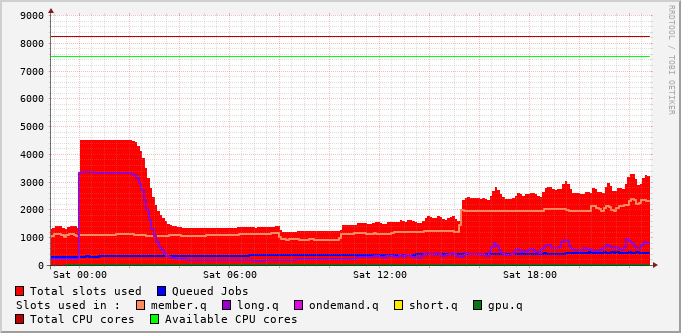 9000
8000
7000
6000
5000
4000
3000
2000
1000
0
Sat 00:00 Sat 06:00 Sat 12:00 Sat 18:00
RRDTOOL / TOBI OETIKER
Total slots used Queued Jobs
Slots used in : member.q long.q ondemand.q short.q gpu.q
Total CPU cores Available CPU cores